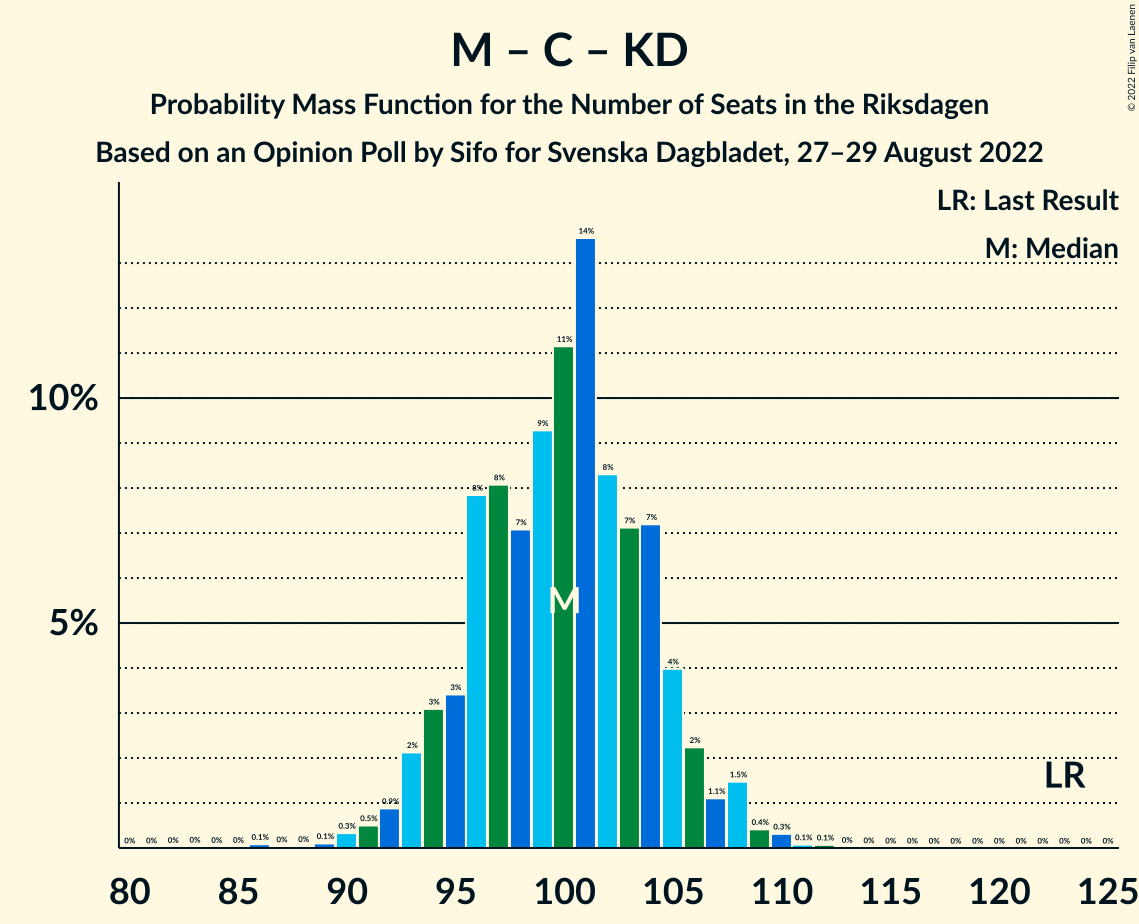 © 2022 Filip van Laenen
M – C – KD
Probability Mass Function for the Number of Seats in the Riksdagen
Based on an Opinion Poll by Sifo for Svenska Dagbladet, 27–29 August 2022
LR: Last Result
M: Median
10%
5%
0% 0% 0% 0% 0% 0% 0.1% 0% 0% 0.1% 0.3% 0.5% 0.9% 2% 3% 3% 8% 8% 7% 9% 11% 14% 8% 7% 7% 4% 2% 1.1% 1.5% 0.4% 0.3% 0.1% 0.1% 0% 0% 0% 0% 0% 0% 0% 0% 0% 0% 0% 0% 0%
M
LR
80 85 90 95 100 105 110 115 120 125